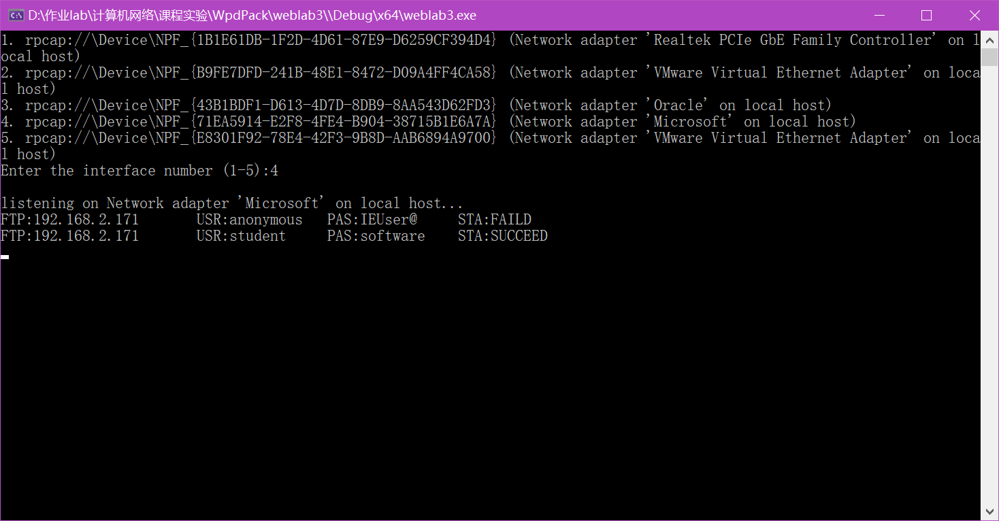 D:\作业lab\计算机网络\课程实验\WpdPack\weblab3\\Debug\x64\weblab3.exe
1. rpcap://\Device\NPF_{1B1E61DB-1F2D-4D61-87E9-D6259CF394D4} (Network adapter 'Realtek PCIe GbE Family Controller' on l
ocal host)
2. rpcap://\Device\NPF_{B9FE7DFD-241B-48E1-8472-D09A4FF4CA58} (Network adapter 'VMware Virtual Ethernet Adapter' on loca
l host)
3. rpcap://\Device\NPF_{43B1BDF1-D613-4D7D-8DB9-8AA543D62FD3} (Network adapter 'Oracle' on local host)
4. rpcap://\Device\NPF_{71EA5914-E2F8-4FE4-B904-38715B1E6A7A} (Network adapter 'Microsoft' on local host)
5. rpcap://\Device\NPF_{E8301F92-78E4-42F3-9B8D-AAB6894A9700} (Network adapter 'VMware Virtual Ethernet Adapter' on loca
l host)
Enter the interface number (1-5):4
listening on Network adapter 'Microsoft' on local host...
FTP:192.168.2.171 USR:anonymous PAS:IEUser@ STA:FAILD
FTP:192.168.2.171 USR:student PAS:software STA:SUCCEED